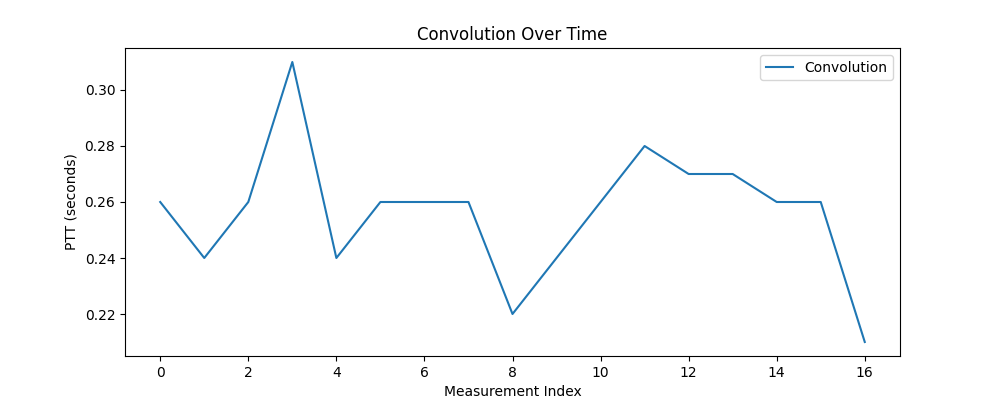 Convolution Over Time
Convolution
PTT (seconds)
0.30
0.28
0.26
0.24
0.22
0 2 4 6 8 10 12 14 16
Measurement Index